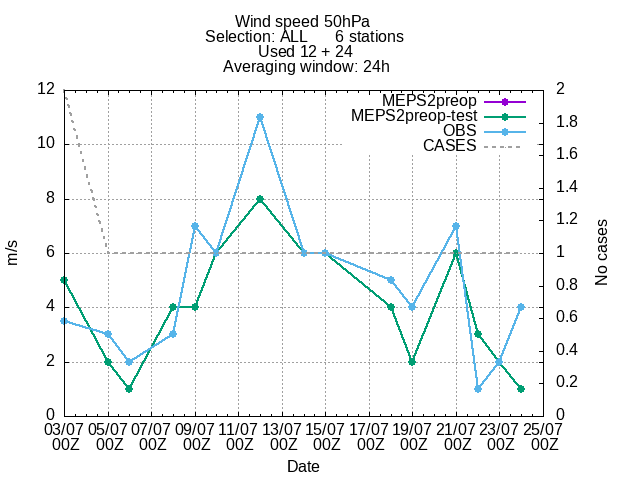 Wind speed 50hPa
Selection: ALL 6 stations
Used 12 + 24
Averaging window: 24h
MEPS2preop
MEPS2preop-test
OBS
CASES
12
10
8
6
4
2
0
m/s
2
1.8
1.6
1.4
1.2
1
0.8
0.6
0.4
0.2
0
No cases
03/07 05/07 07/07 09/07 11/07 13/07 15/07 17/07 19/07 21/07 23/07 25/07
00Z 00Z 00Z 00Z 00Z 00Z 00Z 00Z 00Z 00Z 00Z 00Z
Date